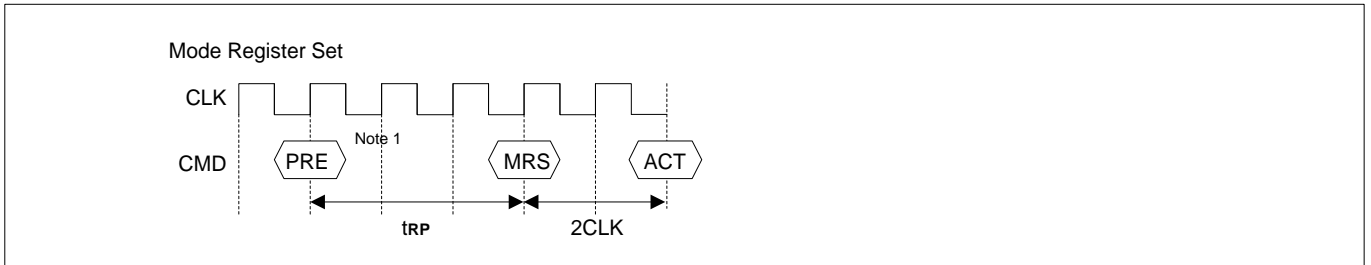 Mode Register Set
CLK
Note 1
CMD PRE MRS ACT
tRP 2CLK